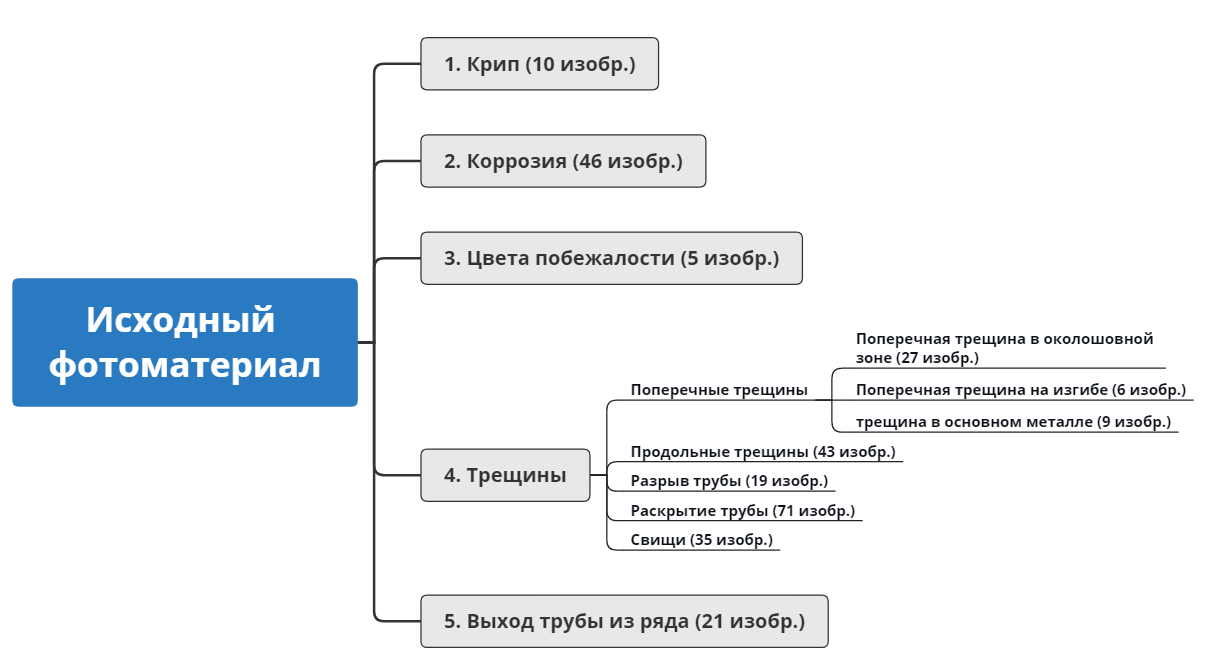 Исходный
фотоматериал
1. Крип (10 изобр.)
2. Коррозия (46 изобр.)
3. Цвета побежалости (5 изобр.)
4. Трещины
Поперечные трещины
Поперечная трещина в околошовной
зоне (27 изобр.)
Поперечная трещина на изгибе (6 изобр.)
трещина в основном металле (9 изобр.)
Продольные трещины (43 изобр.)
Разрыв трубы (19 изобр.)
Раскрытие трубы (71 изобр.)
Свищи (35 изобр.)
5. Выход трубы из ряда (21 изобр.)